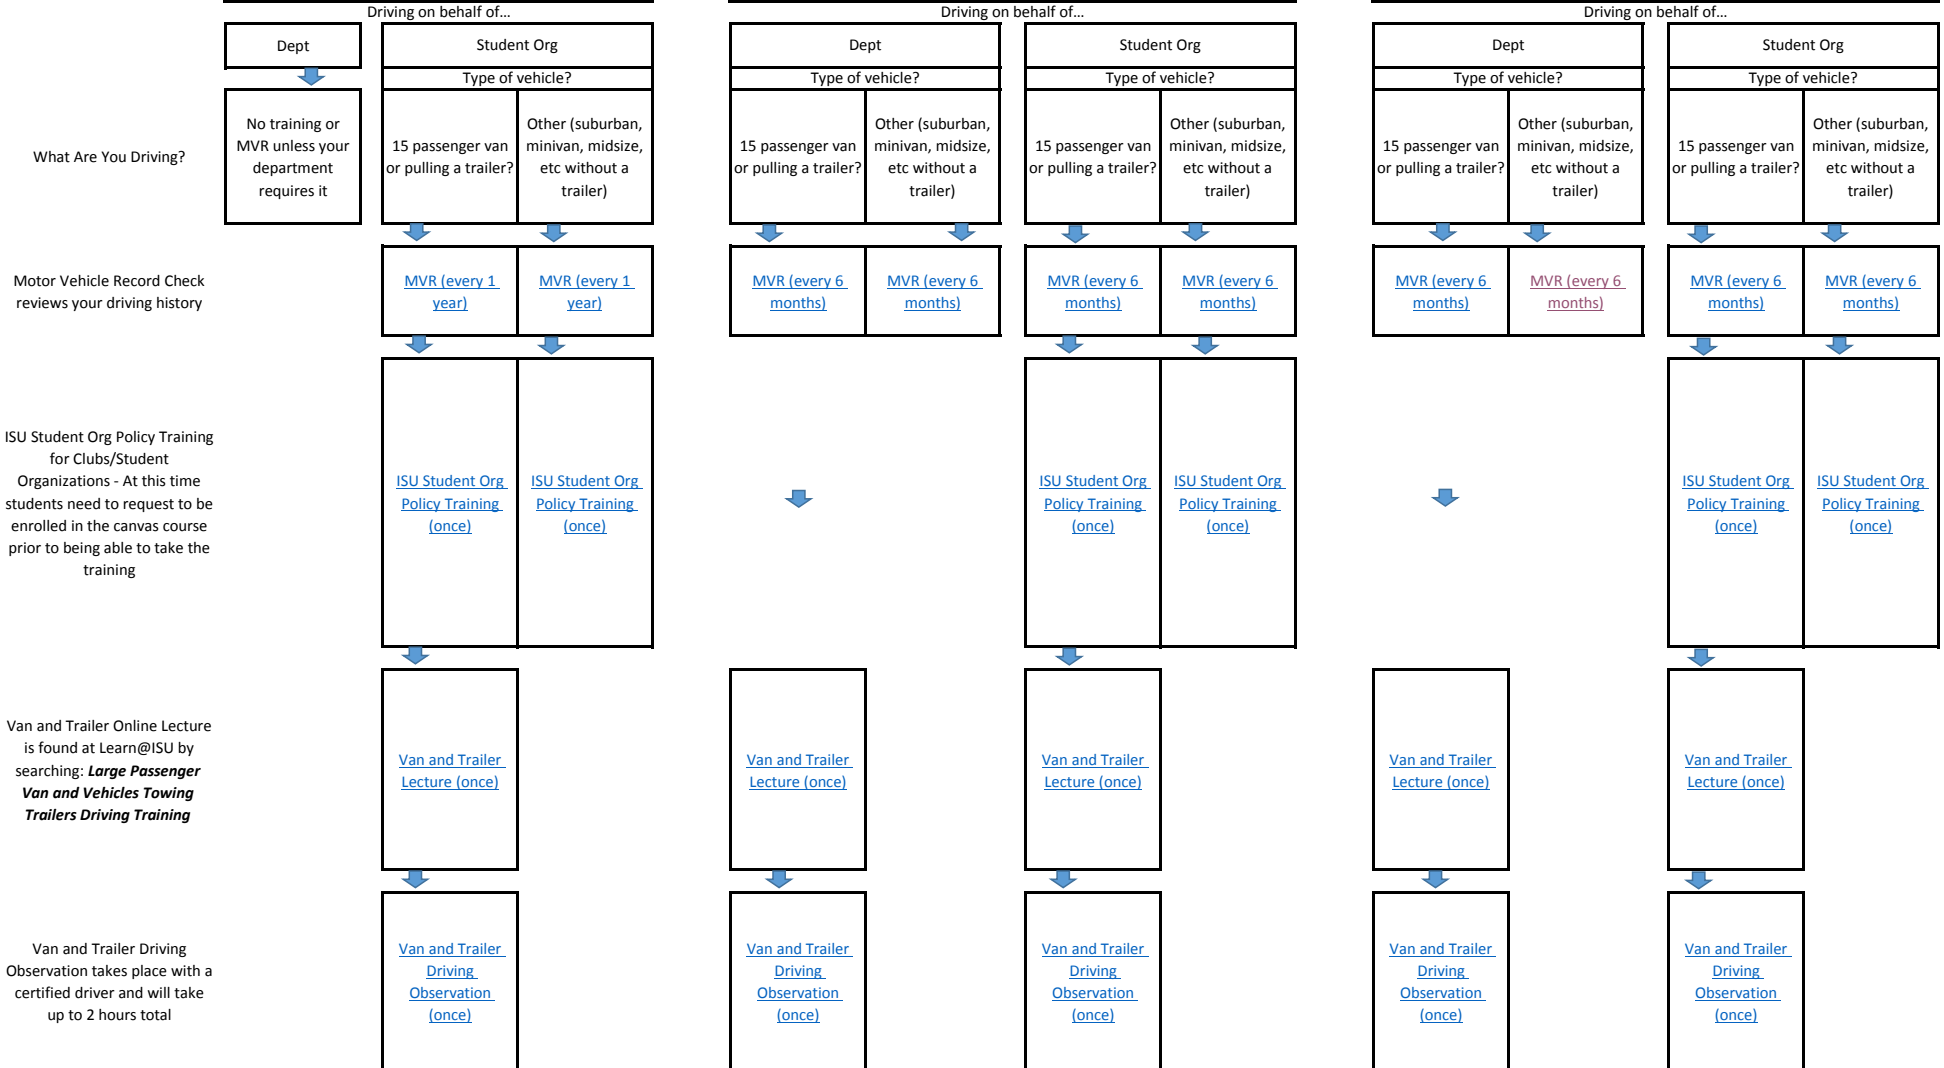 Driving on behalf of...
Driving on behalf of...
Driving on behalf of...
Dept
Student Org
Dept
Student Org
Dept
Student Org
Type of vehicle?
Type of vehicle?
Type of vehicle?
Type of vehicle?
Type of vehicle?
What Are You Driving?
No training or
MVR unless your
department
requires it
15 passenger van
or pulling a trailer?
Other (suburban,
minivan, midsize,
etc without a
trailer)
15 passenger van
or pulling a trailer?
Other (suburban,
minivan, midsize,
etc without a
trailer)
15 passenger van
or pulling a trailer?
Other (suburban,
minivan, midsize,
etc without a
trailer)
15 passenger van
or pulling a trailer?
Other (suburban,
minivan, midsize,
etc without a
trailer)
15 passenger van
or pulling a trailer?
Other (suburban,
minivan, midsize,
etc without a
trailer)
Motor Vehicle Record Check
reviews your driving history
MVR (every 1
year)
MVR (every 1
year)
MVR (every 6
months)
MVR (every 6
months)
MVR (every 6
months)
MVR (every 6
months)
MVR (every 6
months)
MVR (every 6
months)
MVR (every 6
months)
MVR (every 6
months)
ISU Student Org Policy Training
for Clubs/Student
Organizations - At this time
students need to request to be
enrolled in the canvas course
prior to being able to take the
training
ISU Student Org
Policy Training
(once)
ISU Student Org
Policy Training
(once)
ISU Student Org
Policy Training
(once)
ISU Student Org
Policy Training
(once)
ISU Student Org
Policy Training
(once)
ISU Student Org
Policy Training
(once)
Van and Trailer Online Lecture
is found at Learn@ISU by
searching: Large Passenger
Van and Vehicles Towing
Trailers Driving Training
Van and Trailer
Lecture (once)
Van and Trailer
Lecture (once)
Van and Trailer
Lecture (once)
Van and Trailer
Lecture (once)
Van and Trailer
Lecture (once)
Van and Trailer Driving
Observation takes place with a
certified driver and will take
up to 2 hours total
Van and Trailer
Driving
Observation
(once)
Van and Trailer
Driving
Observation
(once)
Van and Trailer
Driving
Observation
(once)
Van and Trailer
Driving
Observation
(once)
Van and Trailer
Driving
Observation
(once)